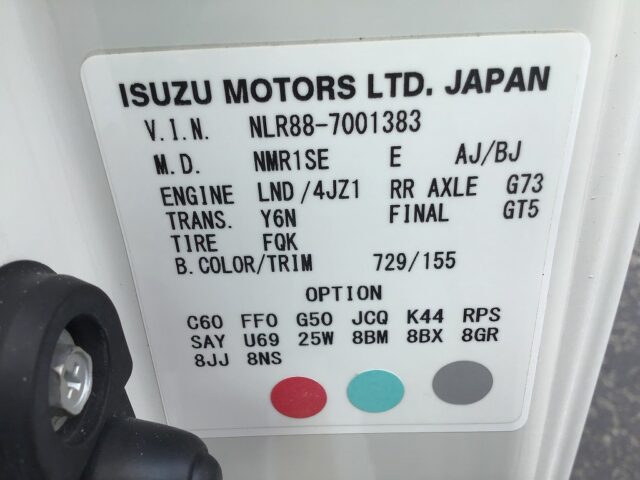 ISUZU MOTORS LTD. JAPAN
V.I.N. NLR88-7001383
M.D. NMR1SE E AJ/BJ
ENGINE LND/4JZ1 RR AXLE G73
TRANS. Y6N FINAL GT5
TIRE FQK
B.COLOR/TRIM 729/155
OPTION
C60 FF0 G50 JCQ K44 RPS
SAY U69 25W 8BM 8BX 8GR
8JJ 8NS